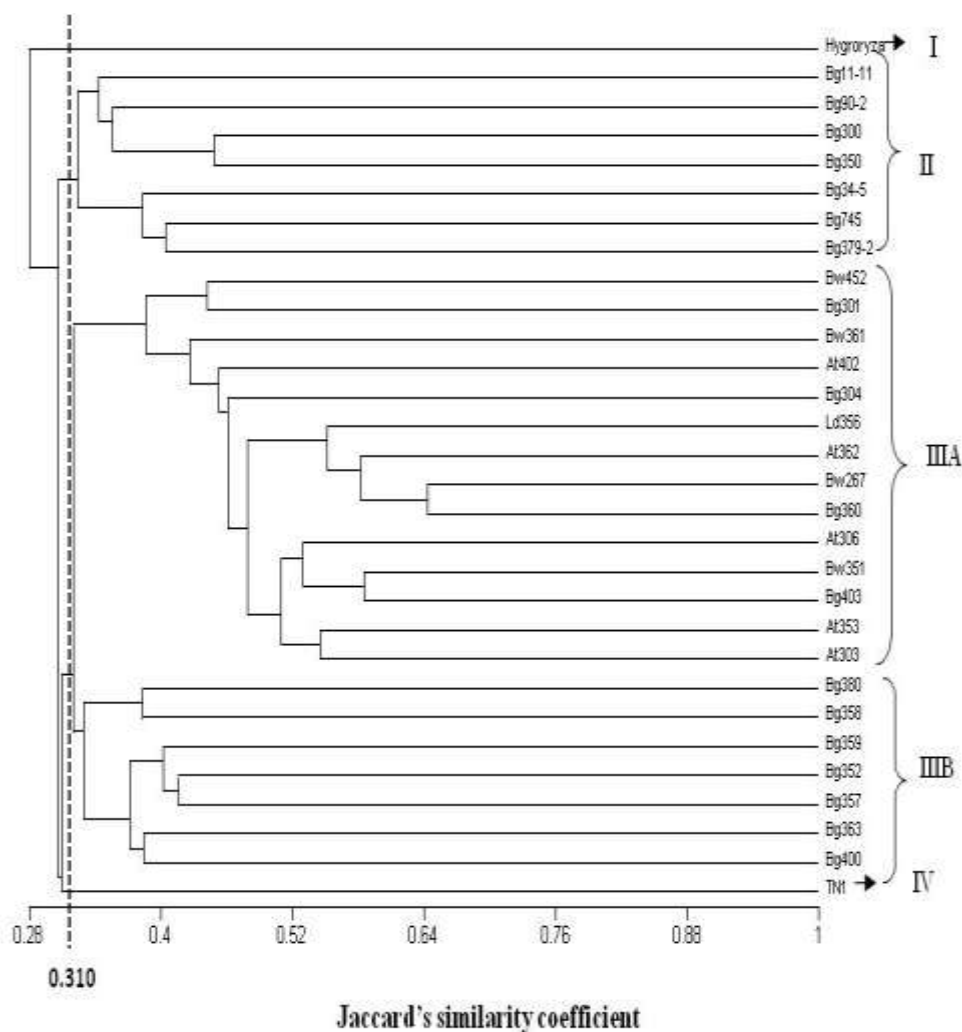 Hygroryza I
Bg11-11
Bg90-2
Bg300
Bg350
II
Bg34-5
Bg745
Bg379-2
Bw452
Bg301
Bw361
At402
Bg304
Ld356
At362
IIIA
Bw267
Bg360
At306
Bw351
Bg403
At353
At303
Bg380
Bg358
Bg359
Bg352
IIIB
Bg357
Bg363
Bg400
TN1 IV
0.28 0.4 0.52 0.64 0.76 0.88 1
0.310
Jaccard's similarity coefficient